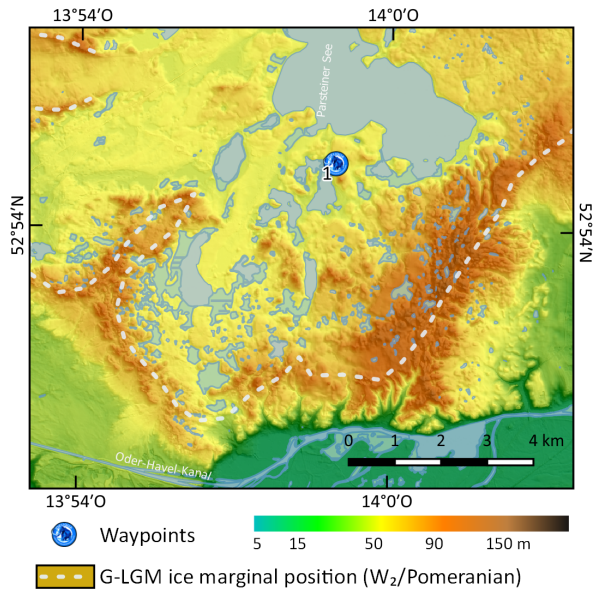 13°54′O 14°0′O
Parsteiner See
1
52°54′N 52°54′N
0 1 2 3 4 km
Oder-Havel-Kanal
13°54′O 14°0′O
Waypoints
5 15 50 90 150 m
G-LGM ice marginal position (W₂/Pomeranian)